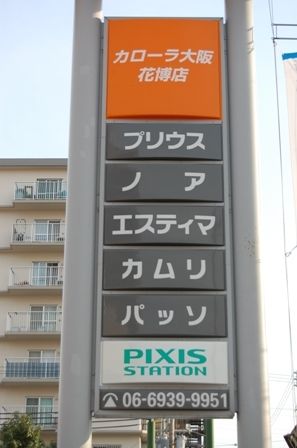 カローラ大阪
花博店
プリウス
ノア
エスティマ
カムリ
パッソ
PIXIS
STATION
☎06-6939-9951